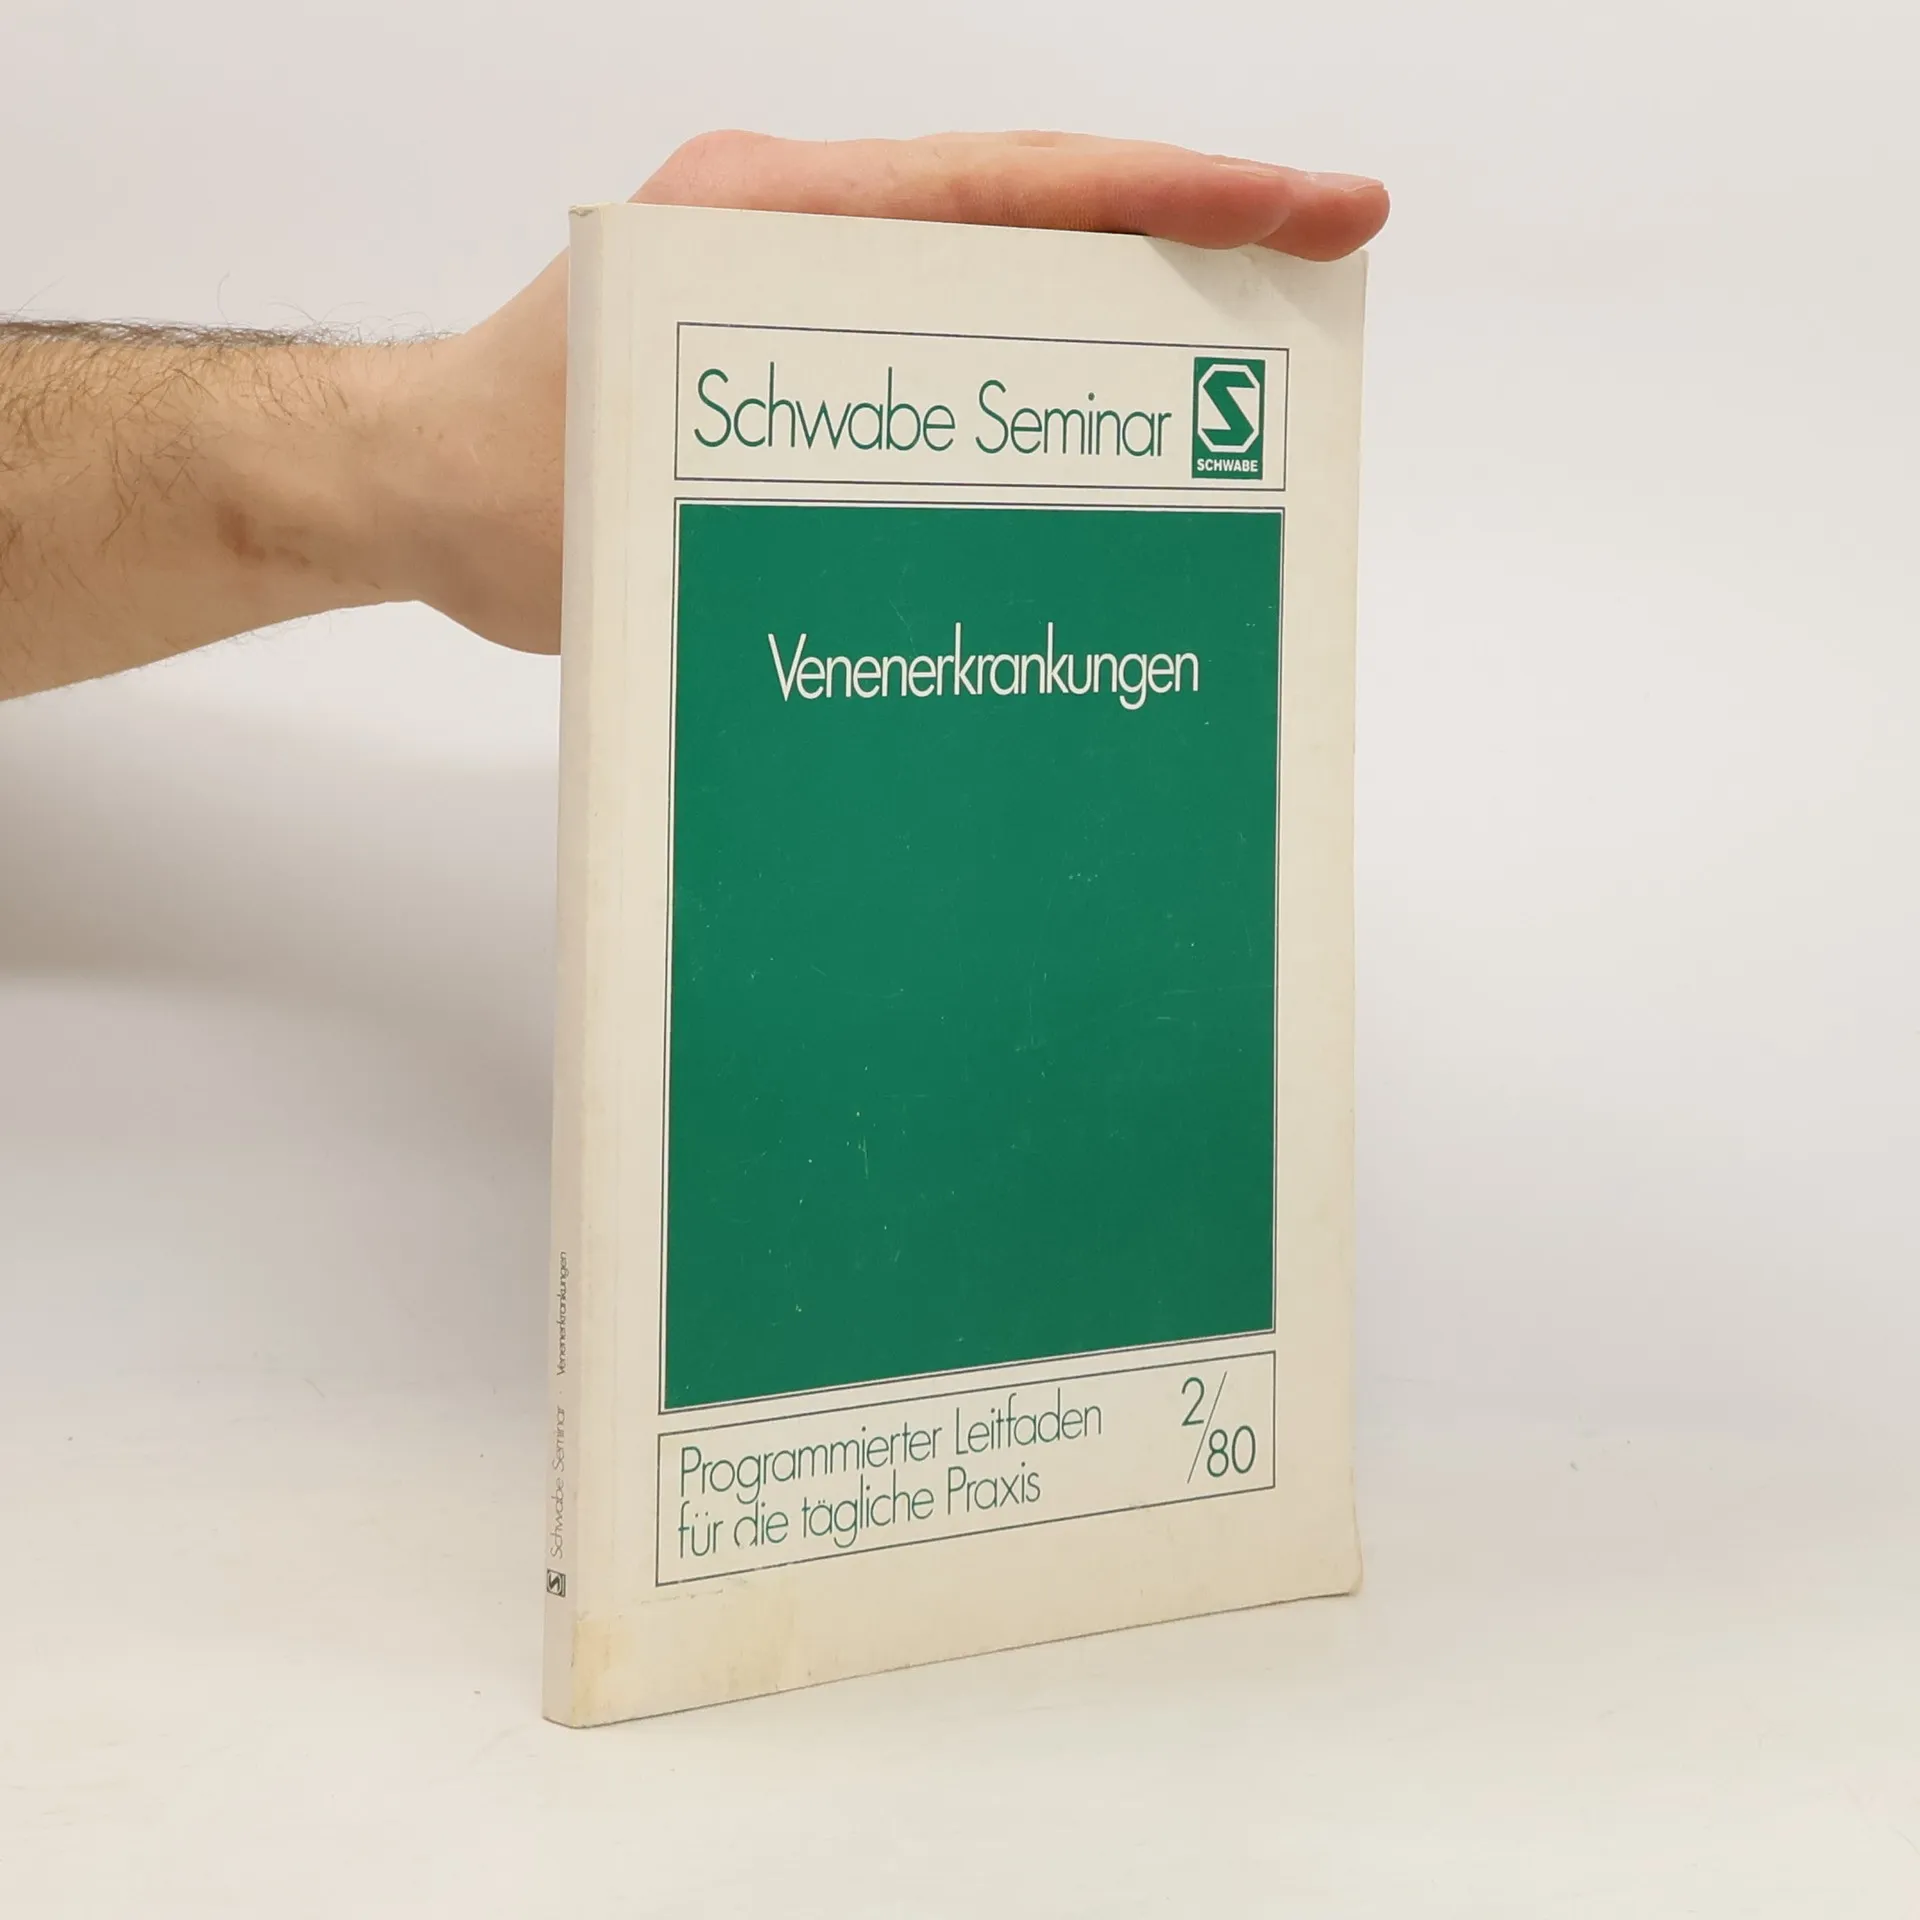 Schwabe Seminar
SCHWABE
Venenerkrankungen
Programmierter Leitfaden
für die tägliche Praxis
2/80
Schwabe Seminar · Venenerkrankungen